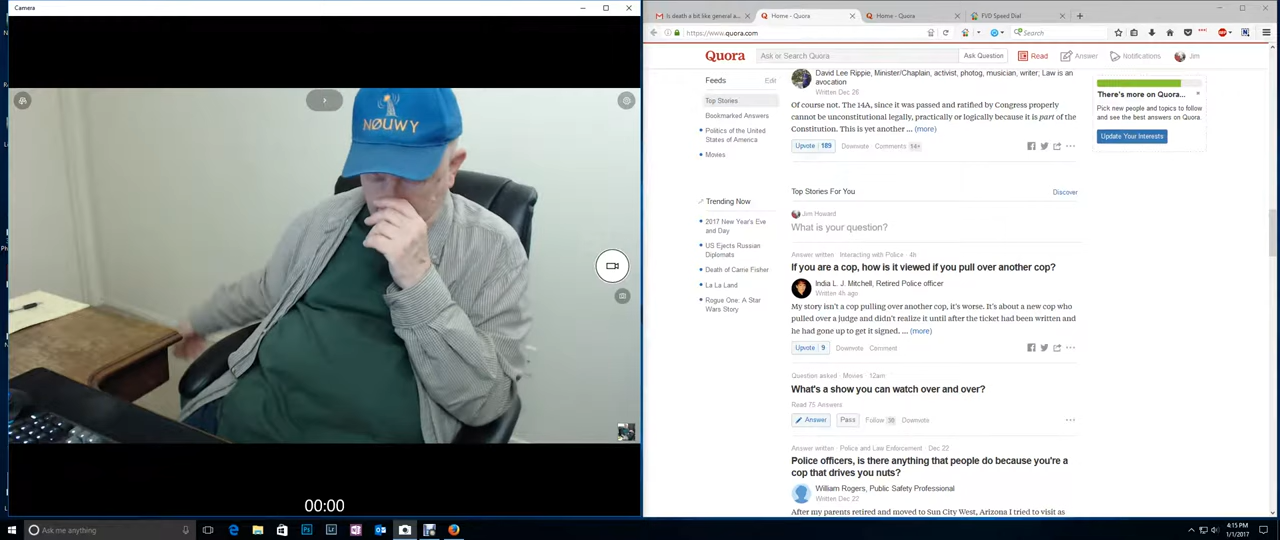 Camera
NØUWY
00:00
Is death a bit like general a...
Home - Quora
Home - Quora
FVD Speed Dial
https://www.quora.com
Search
Quora
Ask or Search Quora
Ask Question
Read
Answer
Notifications
Jim
Feeds
Edit
Top Stories
Bookmarked Answers
Politics of the United
States of America
Movies
Trending Now
2017 New Year's Eve
and Day
US Ejects Russian
Diplomats
Death of Carrie Fisher
La La Land
Rogue One: A Star
Wars Story
David Lee Rippie, Minister/Chaplain, activist, photog, musician, writer; Law is an
avocation
Written Dec 28
Of course not. The 14A, since it was passed and ratified by Congress properly
cannot be unconstitutional legally, practically or logically because it is part of the
Constitution. This is yet another ... (more)
Upvote 189 Downvote Comments 14+
Top Stories For You
Discover
Jim Howard
What is your question?
Answer written · Interacting with Police · 4h
If you are a cop, how is it viewed if you pull over another cop?
India L. J. Mitchell, Retired Police officer
Written 4h ago
My story isn't a cop pulling over another cop, it's worse. It's about a new cop who
pulled over a judge and didn't realize it until after the ticket had been written and
he had gone up to get it signed. ... (more)
Upvote 9 Downvote Comment
Question asked · Movies · 12am
What's a show you can watch over and over?
Read 75 Answers
Answer Pass Follow 36 Downvote
Answer written · Police and Law Enforcement · Dec 22
Police officers, is there anything that people do because you're a
cop that drives you nuts?
William Rogers, Public Safety Professional
Written Dec 22
After my parents retired and moved to Sun City West, Arizona I tried to visit as
There's more on Quora...
Pick new people and topics to follow
and see the best answers on Quora.
Update Your Interests
Ask me anything
4:15 PM
1/1/2017